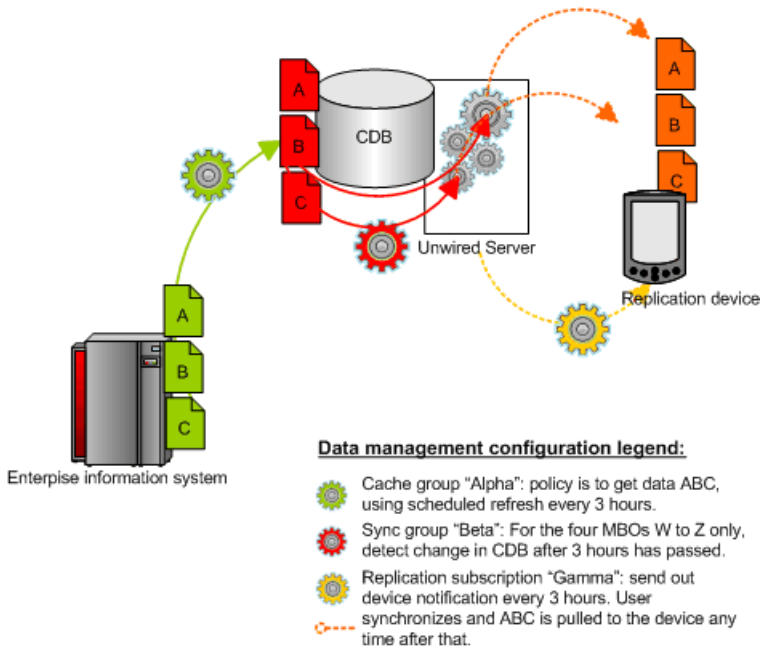 A
B
C
CDB
Unwired Server
A
B
C
Replication device
A
B
C
Enterpise information system
Data management configuration legend:
Cache group “Alpha”: policy is to get data ABC,
using scheduled refresh every 3 hours.
Sync group “Beta”: For the four MBOs W to Z only,
detect change in CDB after 3 hours has passed.
Replication subscription “Gamma”: send out
device notification every 3 hours. User
synchronizes and ABC is pulled to the device any
time after that.